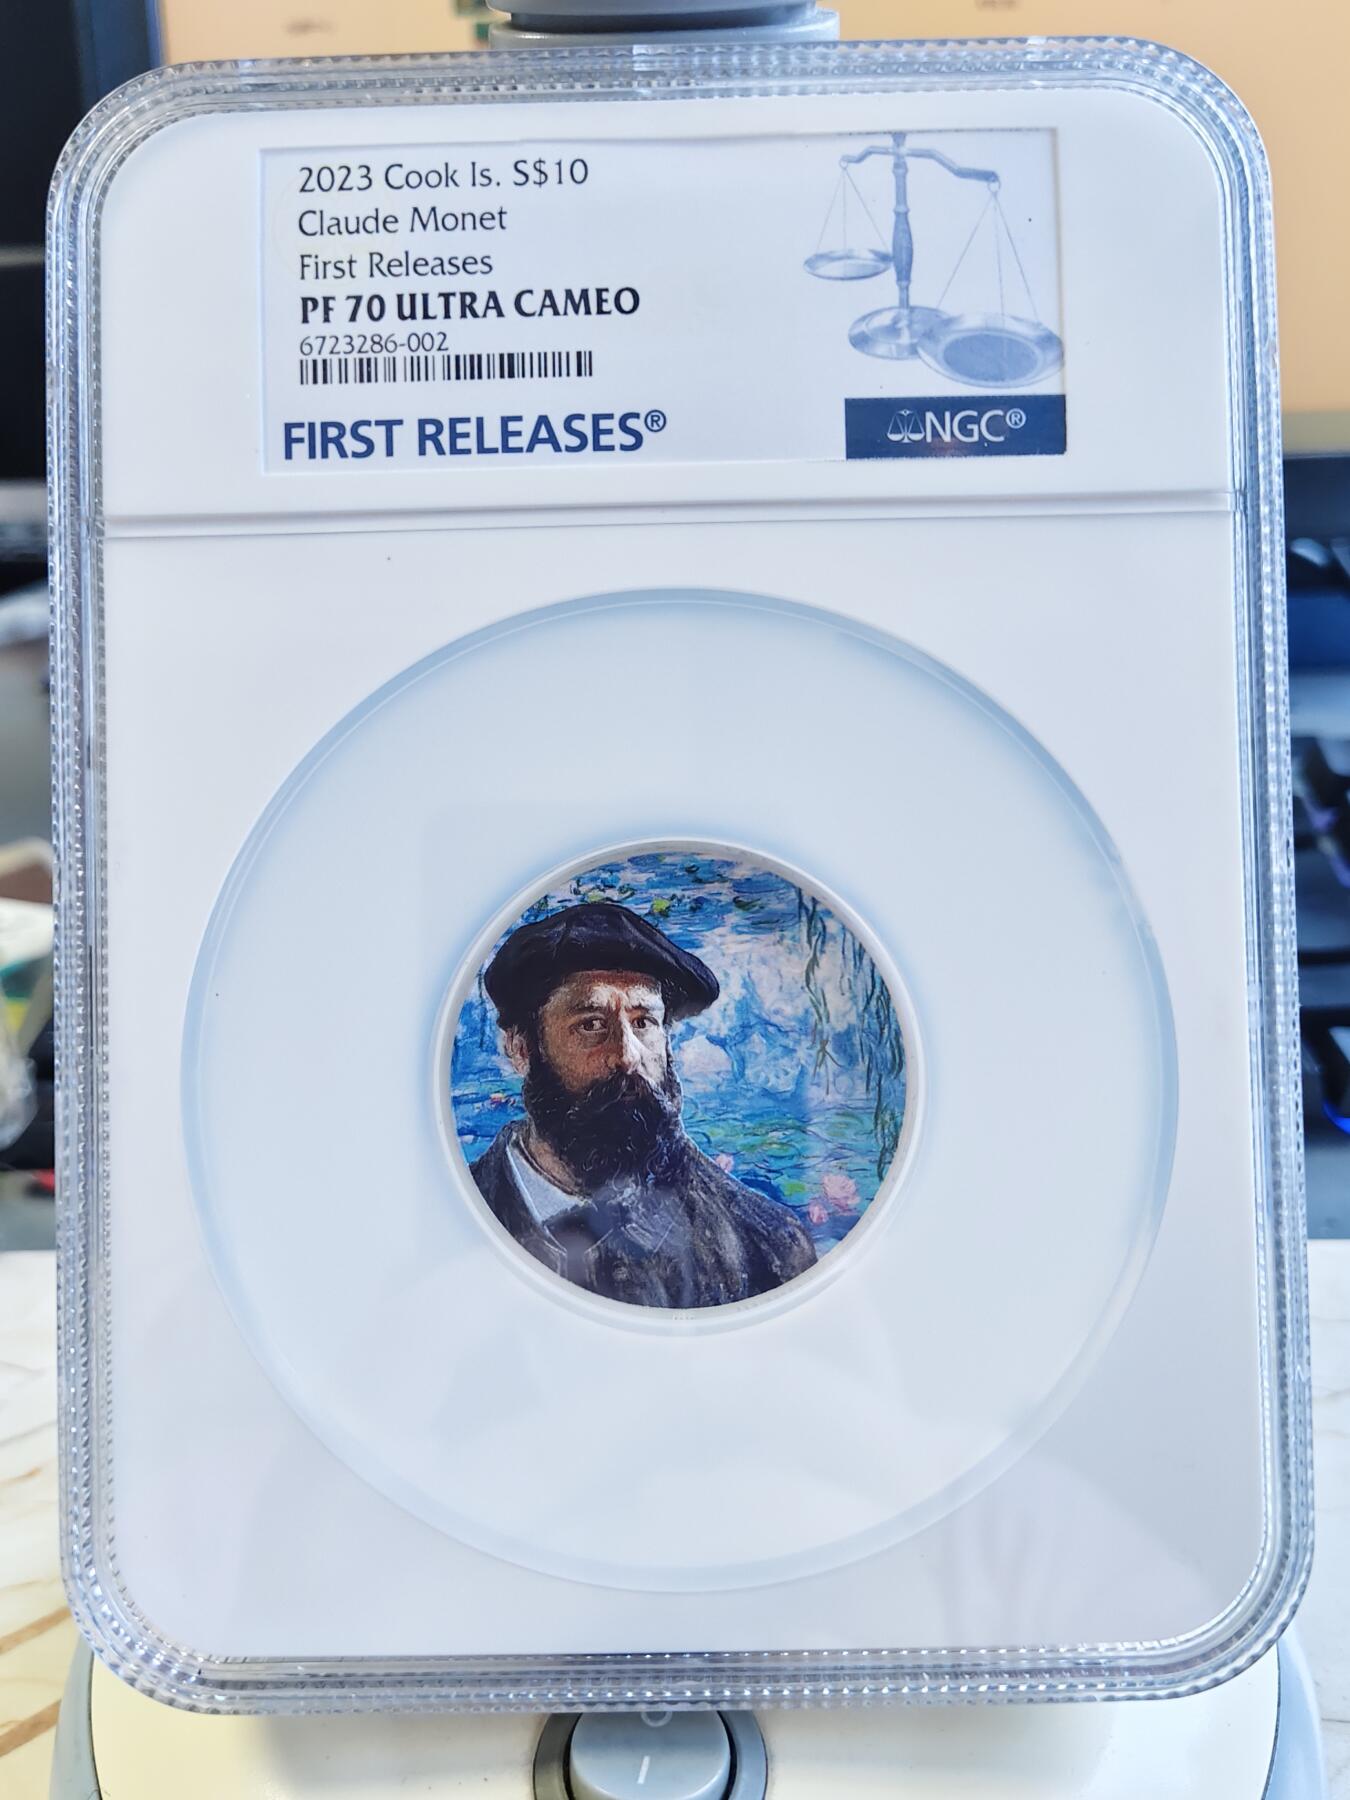 2023 Cook Is. S$10
Claude Monet
First Releases
PF 70 ULTRA CAMEO
6723286-002
FIRST RELEASES®
NGC®